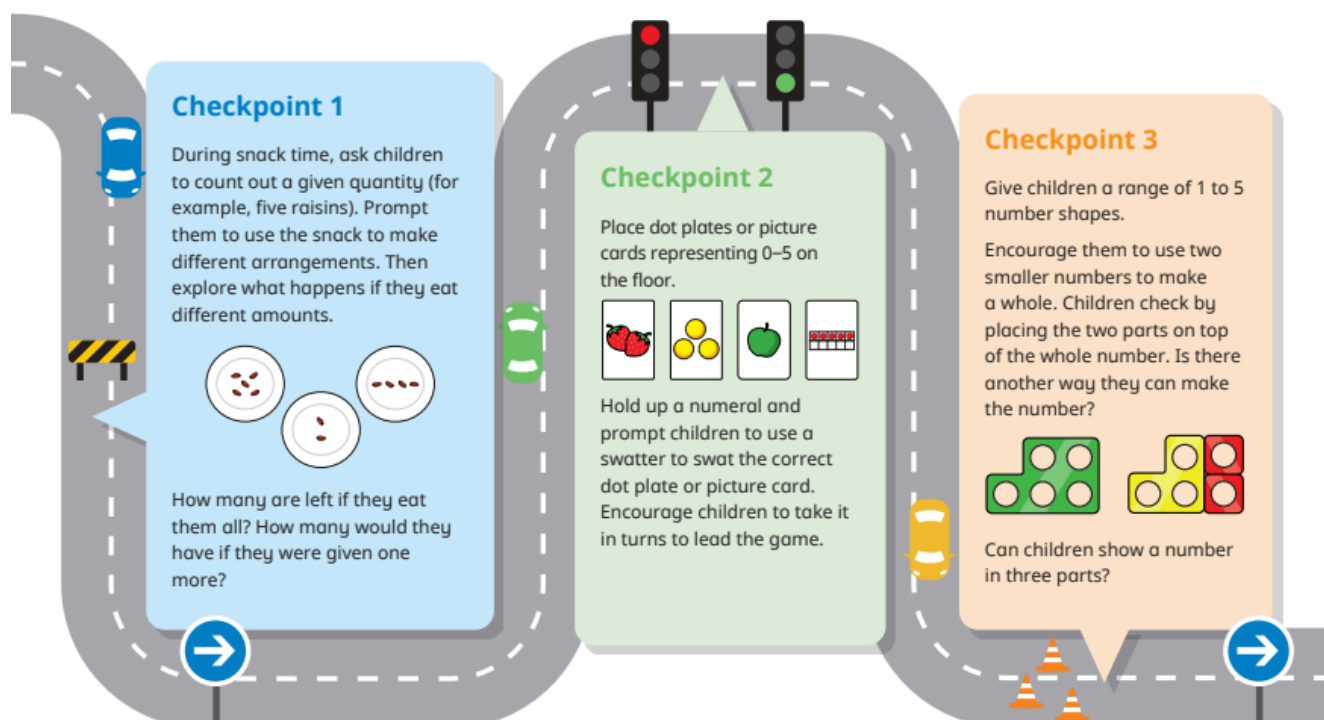 Checkpoint 1
During snack time, ask children
to count out a given quantity (for
example, five raisins). Prompt
them to use the snack to make
different arrangements. Then
explore what happens if they eat
different amounts.
How many are left if they eat
them all? How many would they
have if they were given one
more?
Checkpoint 2
Place dot plates or picture
cards representing 0–5 on
the floor.
Hold up a numeral and
prompt children to use a
swatter to swat the correct
dot plate or picture card.
Encourage children to take it
in turns to lead the game.
Checkpoint 3
Give children a range of 1 to 5
number shapes.
Encourage them to use two
smaller numbers to make
a whole. Children check by
placing the two parts on top
of the whole number. Is there
another way they can make
the number?
Can children show a number
in three parts?